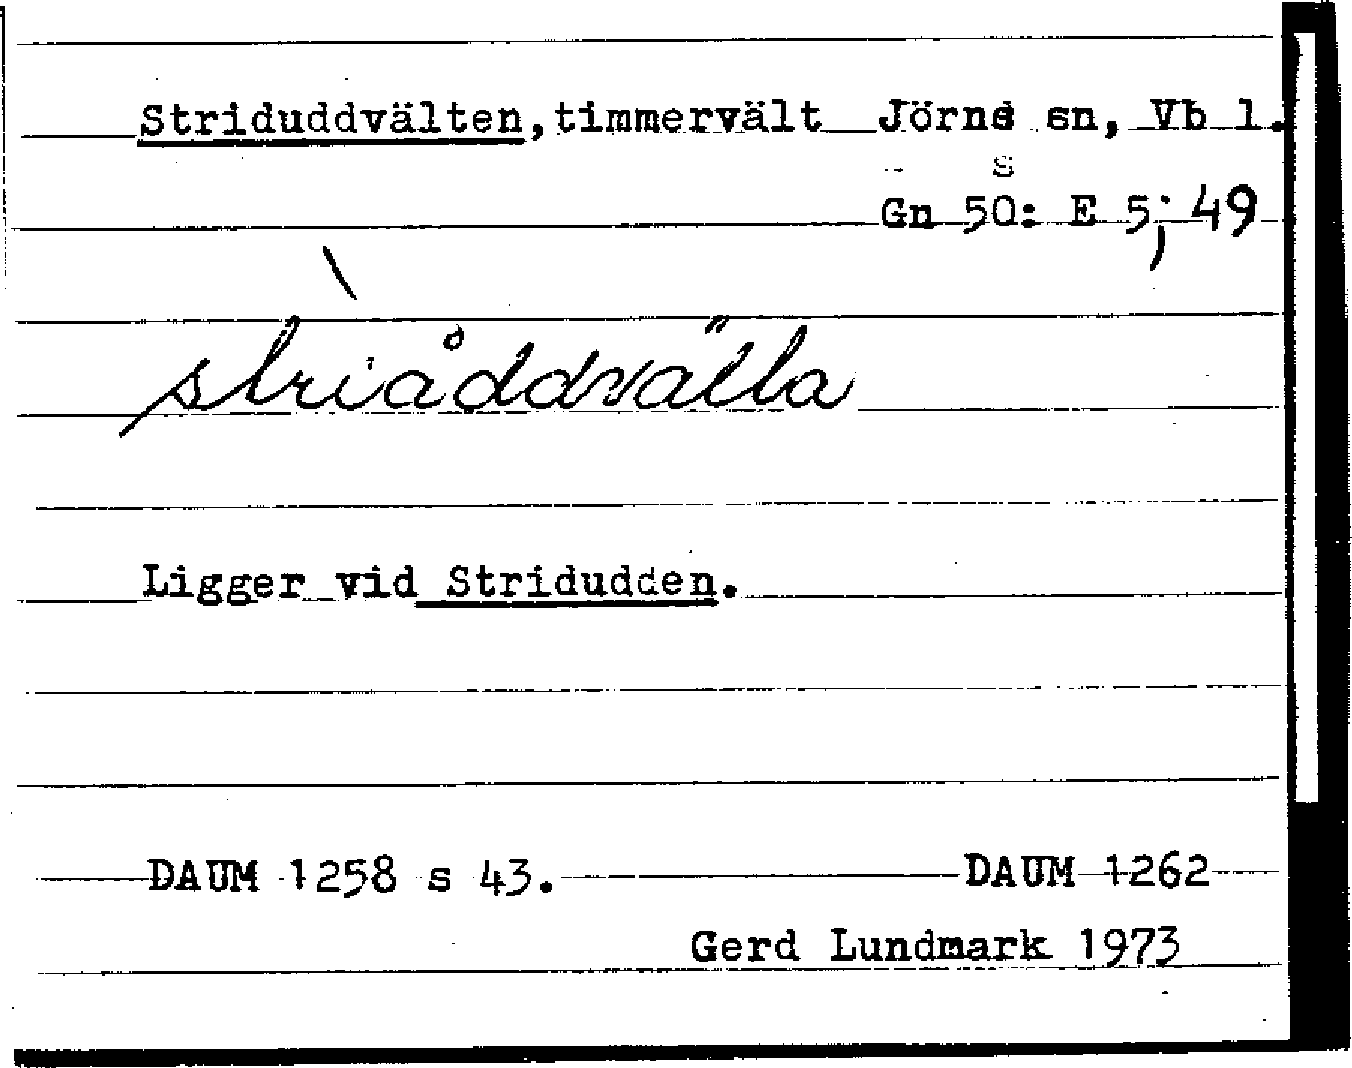 Striduddvälten, timmervält Jörns sn, Vb l.
s
Gn 50: E 5; 49
striåddvälta
Ligger vid Stridudden.
DAUM 1258 s 43. DAUM 1262
Gerd Lundmark 1973